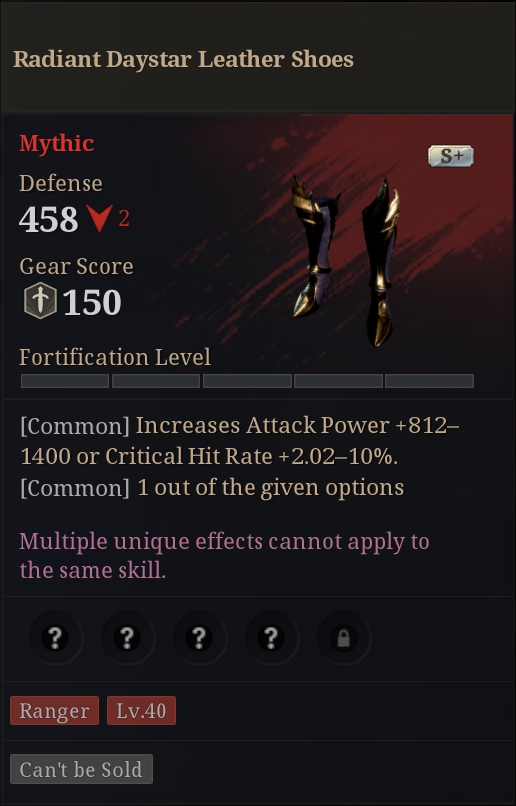 Radiant Daystar Leather Shoes
Mythic
S+
Defense
458 2
Gear Score
150
Fortification Level
[Common] Increases Attack Power +812–
1400 or Critical Hit Rate +2.02–10%.
[Common] 1 out of the given options
Multiple unique effects cannot apply to
the same skill.
? ? ? ?
Ranger Lv.40
Can't be Sold